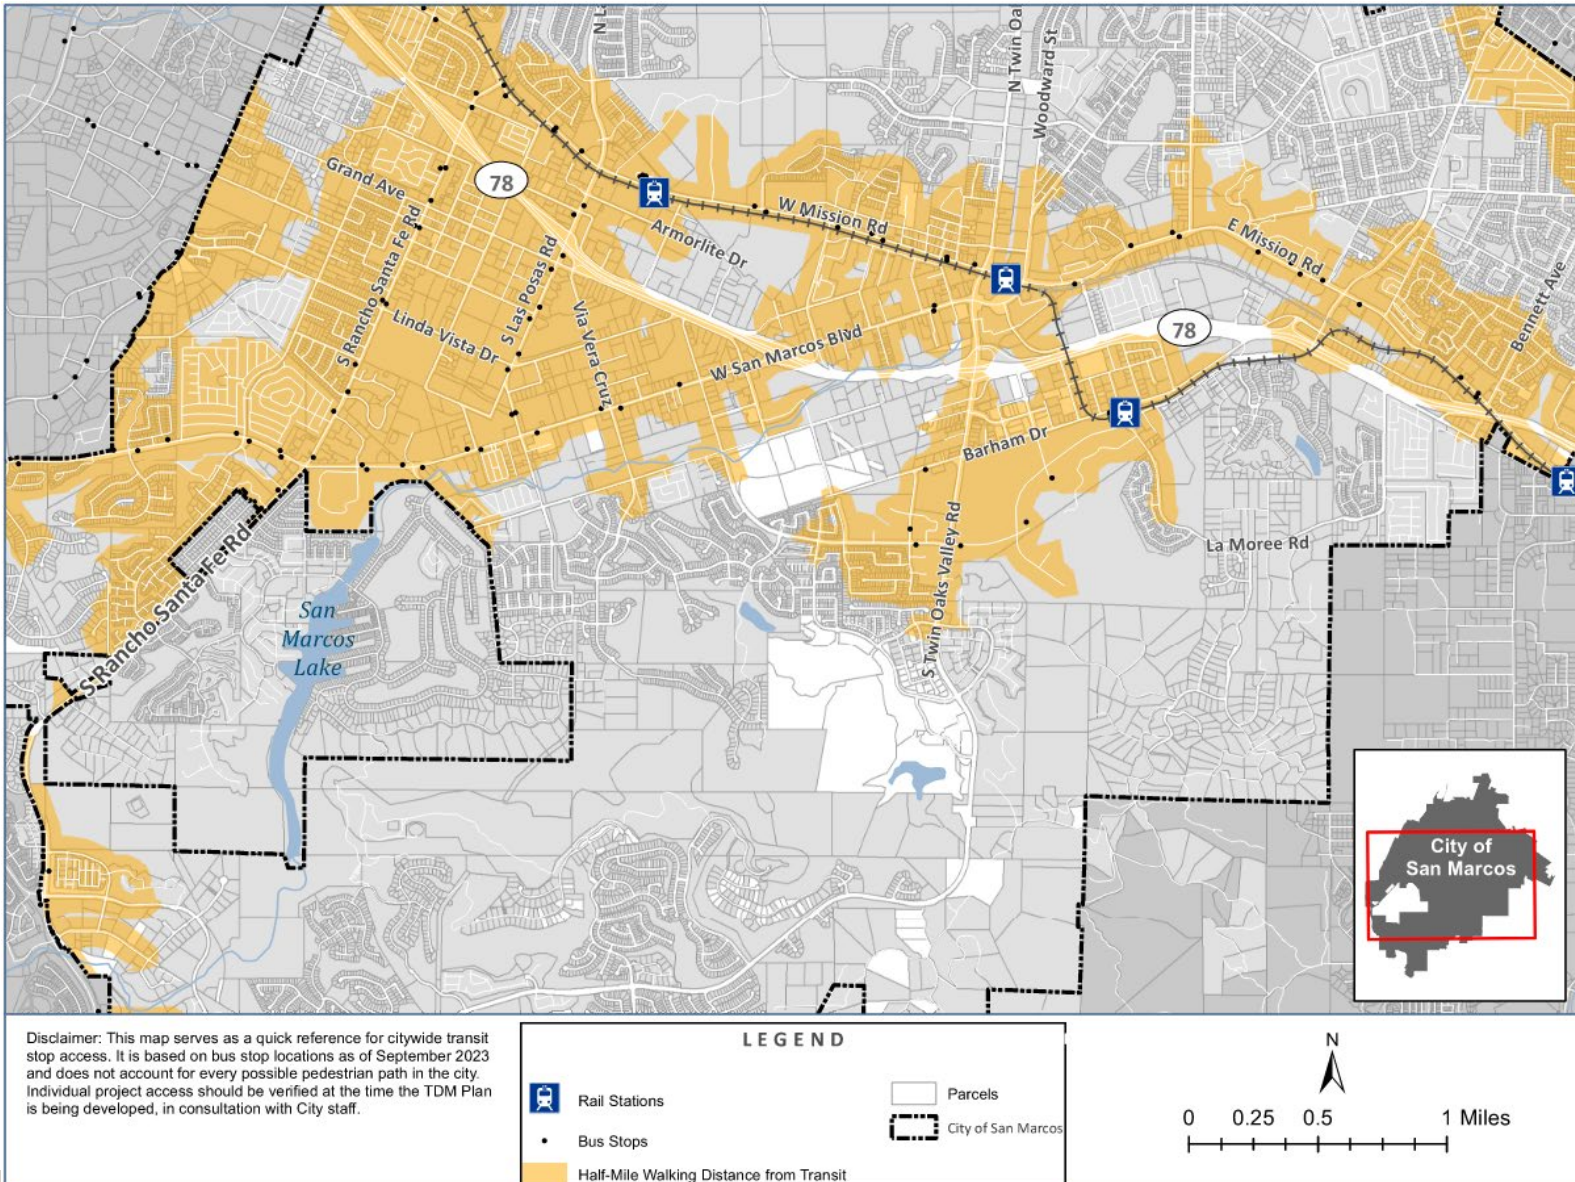 N La
N Twin Oa
Woodward St
Grand Ave
78
S Rancho Santa Fe Rd
W Mission Rd
Armorlite Dr
E Mission Rd
S Las Posas Rd
Via Vera Cruz
Linda Vista Dr
W San Marcos Blvd
78
Bennett Ave
Barham Dr
S Twin Oaks Valley Rd
La Moree Rd
S Rancho Santa Fe Rd
San
Marcos
Lake
City of
San Marcos
Disclaimer: This map serves as a quick reference for citywide transit
stop access. It is based on bus stop locations as of September 2023
and does not account for every possible pedestrian path in the city.
Individual project access should be verified at the time the TDM Plan
is being developed, in consultation with City staff.
LEGEND
Rail Stations
Bus Stops
Half-Mile Walking Distance from Transit
Parcels
City of San Marcos
N
0 0.25 0.5 1 Miles